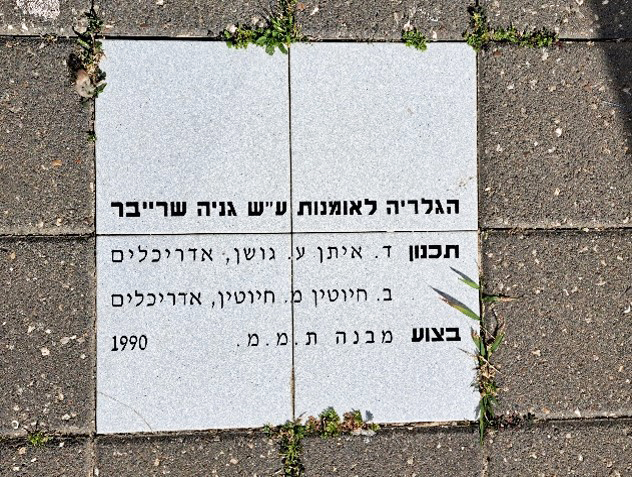 הגלריה לאומנות ע״ש גניה שרייבר
תכנון ד. איתן ע. גושן, אדריכלים
ב. חיוטין מ. חיוטין, אדריכלים
בצוע מבנה ת.מ.מ. 1990